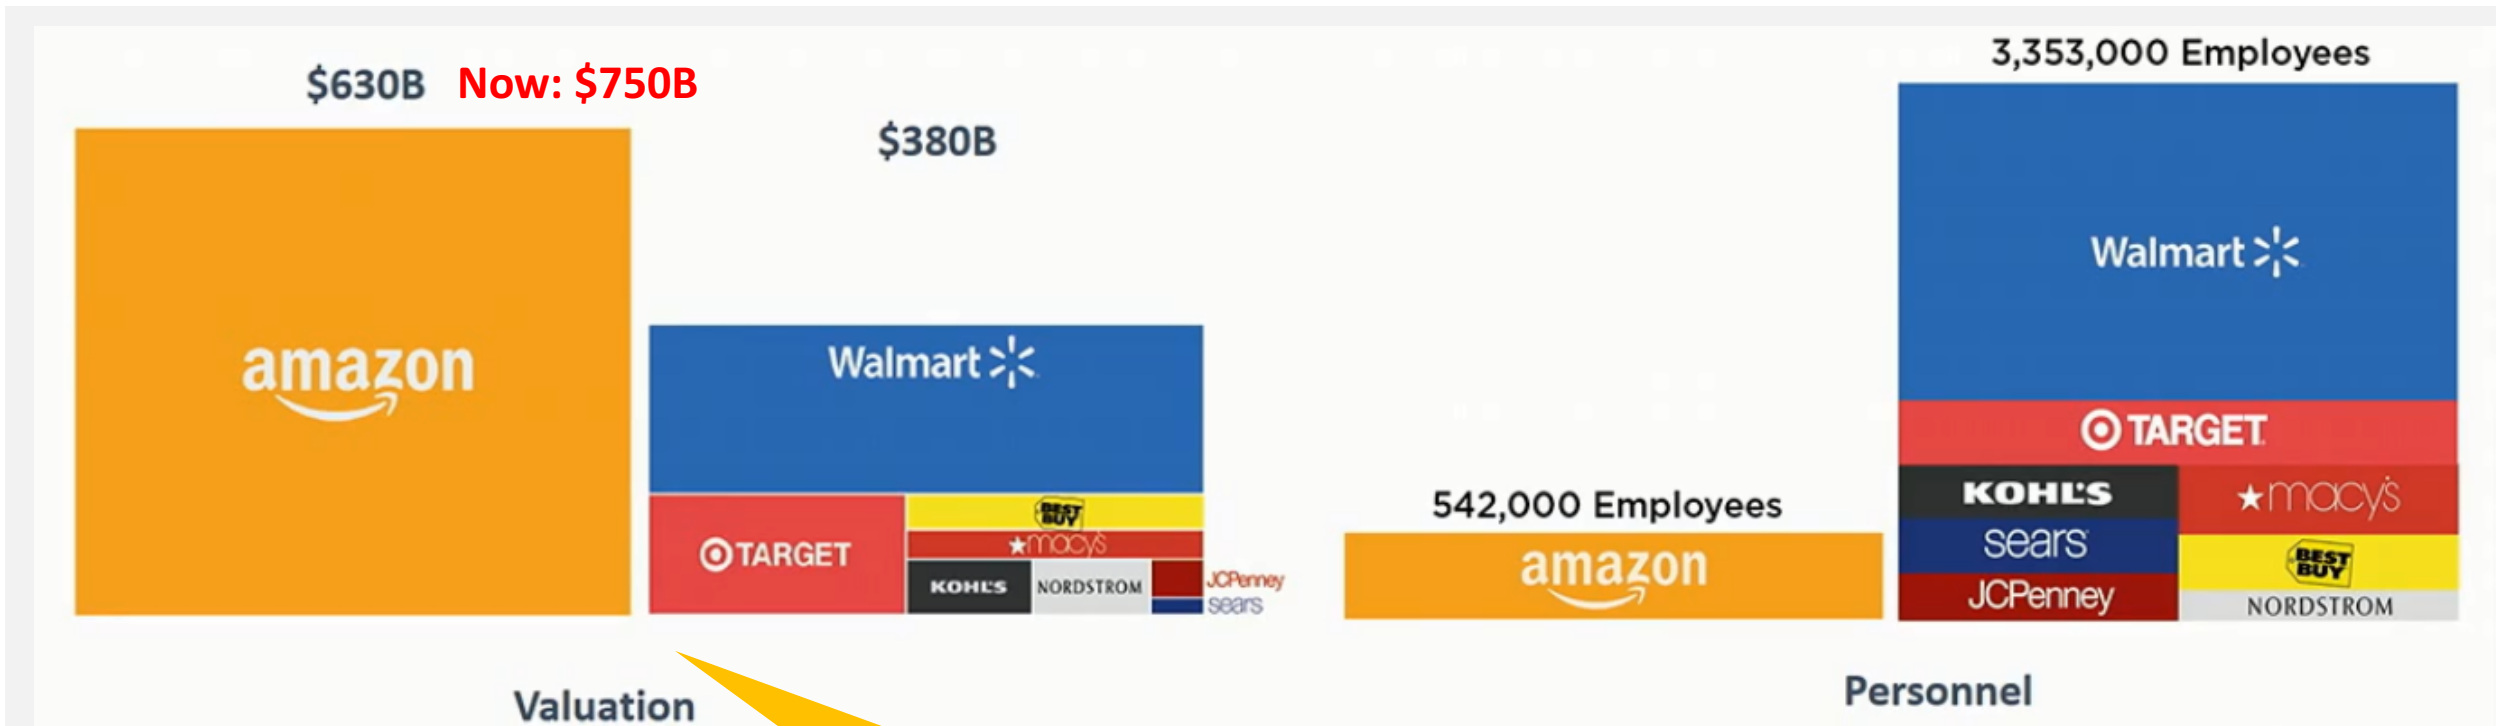 $630B Now: $750B
amazon
$380B
Walmart
TARGET
BEST
BUY
macy's
KOHL'S
NORDSTROM
JCPenney
sears
Valuation
542,000 Employees
amazon
3,353,000 Employees
Walmart
TARGET
KOHL'S
macy's
sears
BEST
BUY
JCPenney
NORDSTROM
Personnel